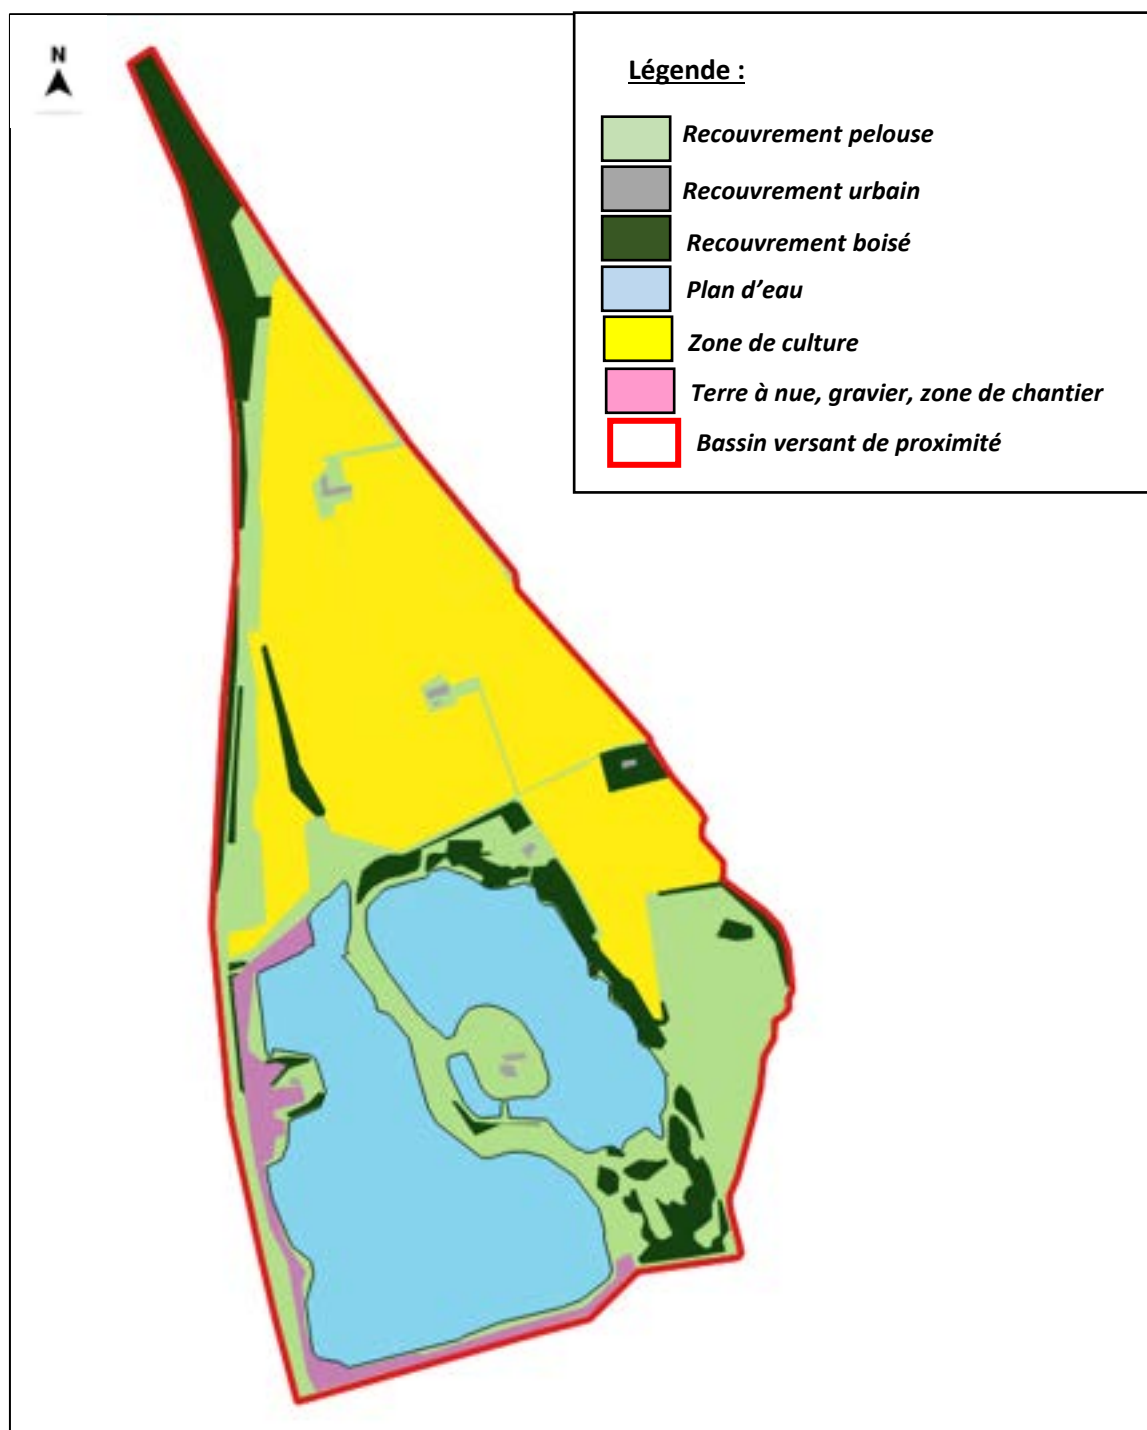 N
Légende :
Recouvrement pelouse
Recouvrement urbain
Recouvrement boisé
Plan d'eau
Zone de culture
Terre à nue, gravier, zone de chantier
Bassin versant de proximité